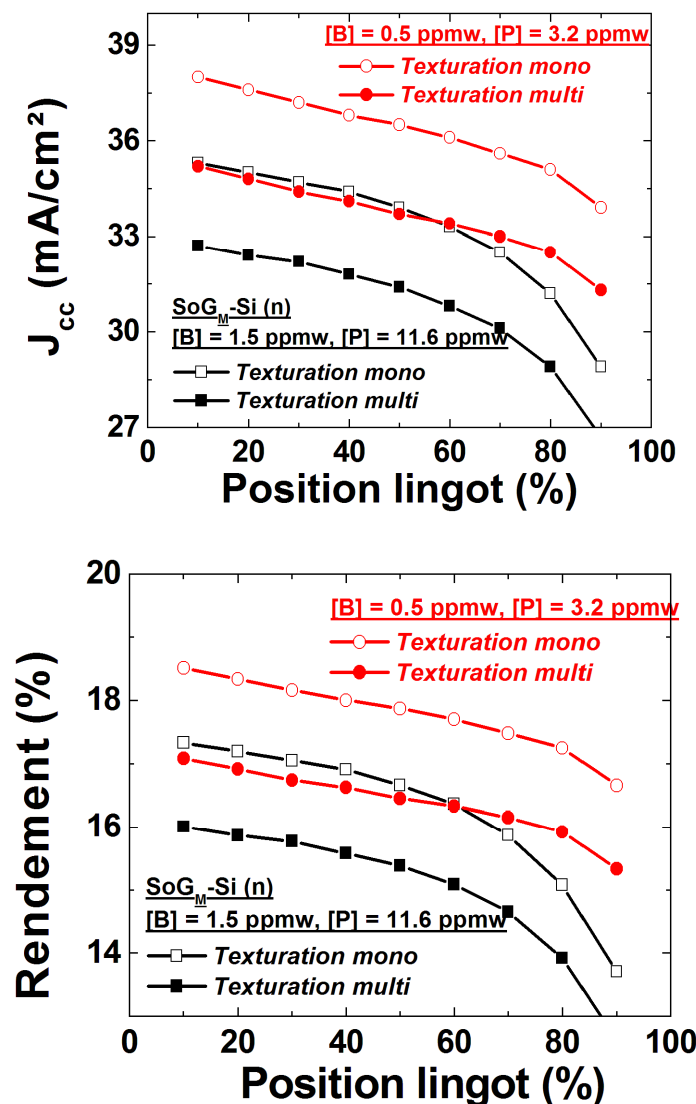 39
36
33
30
27
J_cc (mA/cm²)
[B] = 0.5 ppmw, [P] = 3.2 ppmw
Texturation mono
Texturation multi
SoG_M-Si (n)
[B] = 1.5 ppmw, [P] = 11.6 ppmw
Texturation mono
Texturation multi
0 20 40 60 80 100
Position lingot (%)
20
18
16
14
Rendement (%)
[B] = 0.5 ppmw, [P] = 3.2 ppmw
Texturation mono
Texturation multi
SoG_M-Si (n)
[B] = 1.5 ppmw, [P] = 11.6 ppmw
Texturation mono
Texturation multi
0 20 40 60 80 100
Position lingot (%)